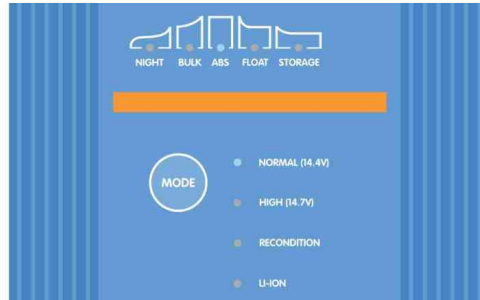 NIGHT BULK ABS FLOAT STORAGE
MODE
NORMAL (14.4V)
HIGH (14.7V)
RECONDITION
LI-ION